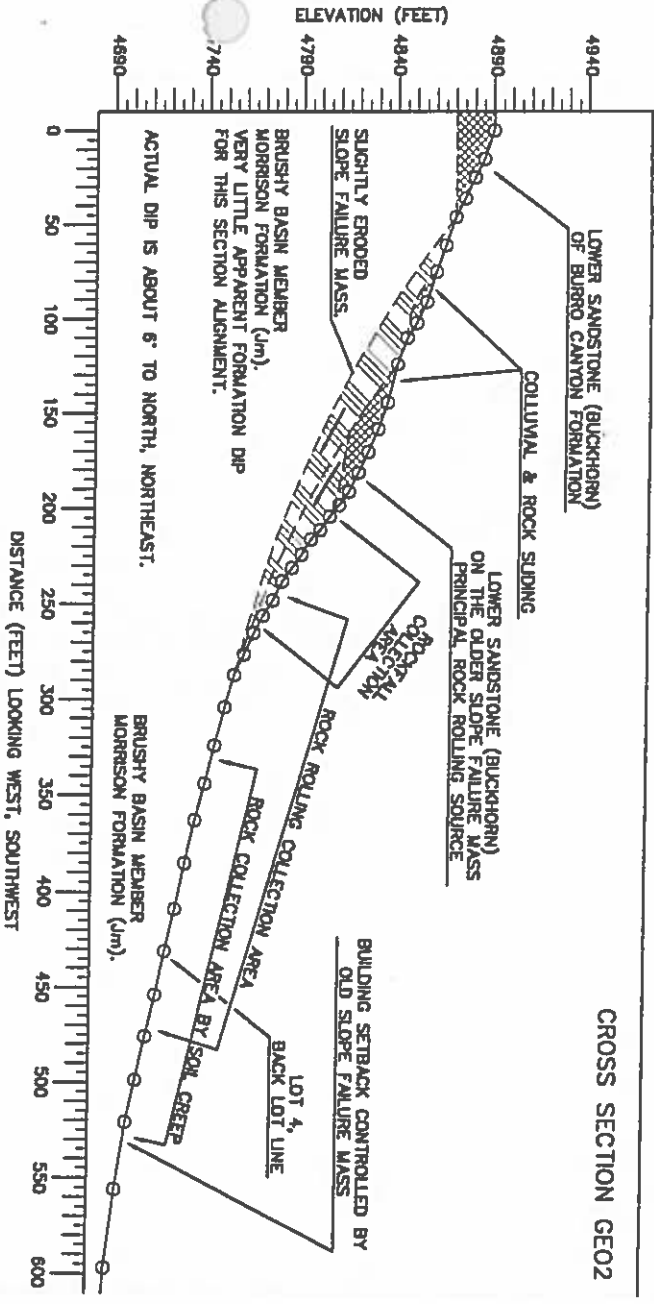 CROSS SECTION GEO2
ELEVATION (FEET)
4940
4890
4840
4790
4740
4690
LOWER SANDSTONE (BUCKHORN)
OF BURRO CANYON FORMATION
COLLUVIAL & ROCK SLIDING
LOWER SANDSTONE (BUCKHORN)
ON THE OLDER SLOPE FAILURE MASS
PRINCIPAL ROCK ROLLING SOURCE
ROCKFALL
COLLECTION
AREA
ROCK ROLLING COLLECTION AREA
ROCK COLLECTION AREA BY SOIL CREEP
BUILDING SETBACK CONTROLLED BY
OLD SLOPE FAILURE MASS
LOT 4,
BACK LOT LINE
SLIGHTLY ERODED
SLOPE FAILURE MASS
BRUSHY BASIN MEMBER
MORRISON FORMATION (Jm).
VERY LITTLE APPARENT FORMATION DIP
FOR THIS SECTION ALIGNMENT.
ACTUAL DIP IS ABOUT 6° TO NORTH, NORTHEAST.
BRUSHY BASIN MEMBER
MORRISON FORMATION (Jm).
0 50 100 150 200 250 300 350 400 450 500 550 600
DISTANCE (FEET) LOOKING WEST, SOUTHWEST